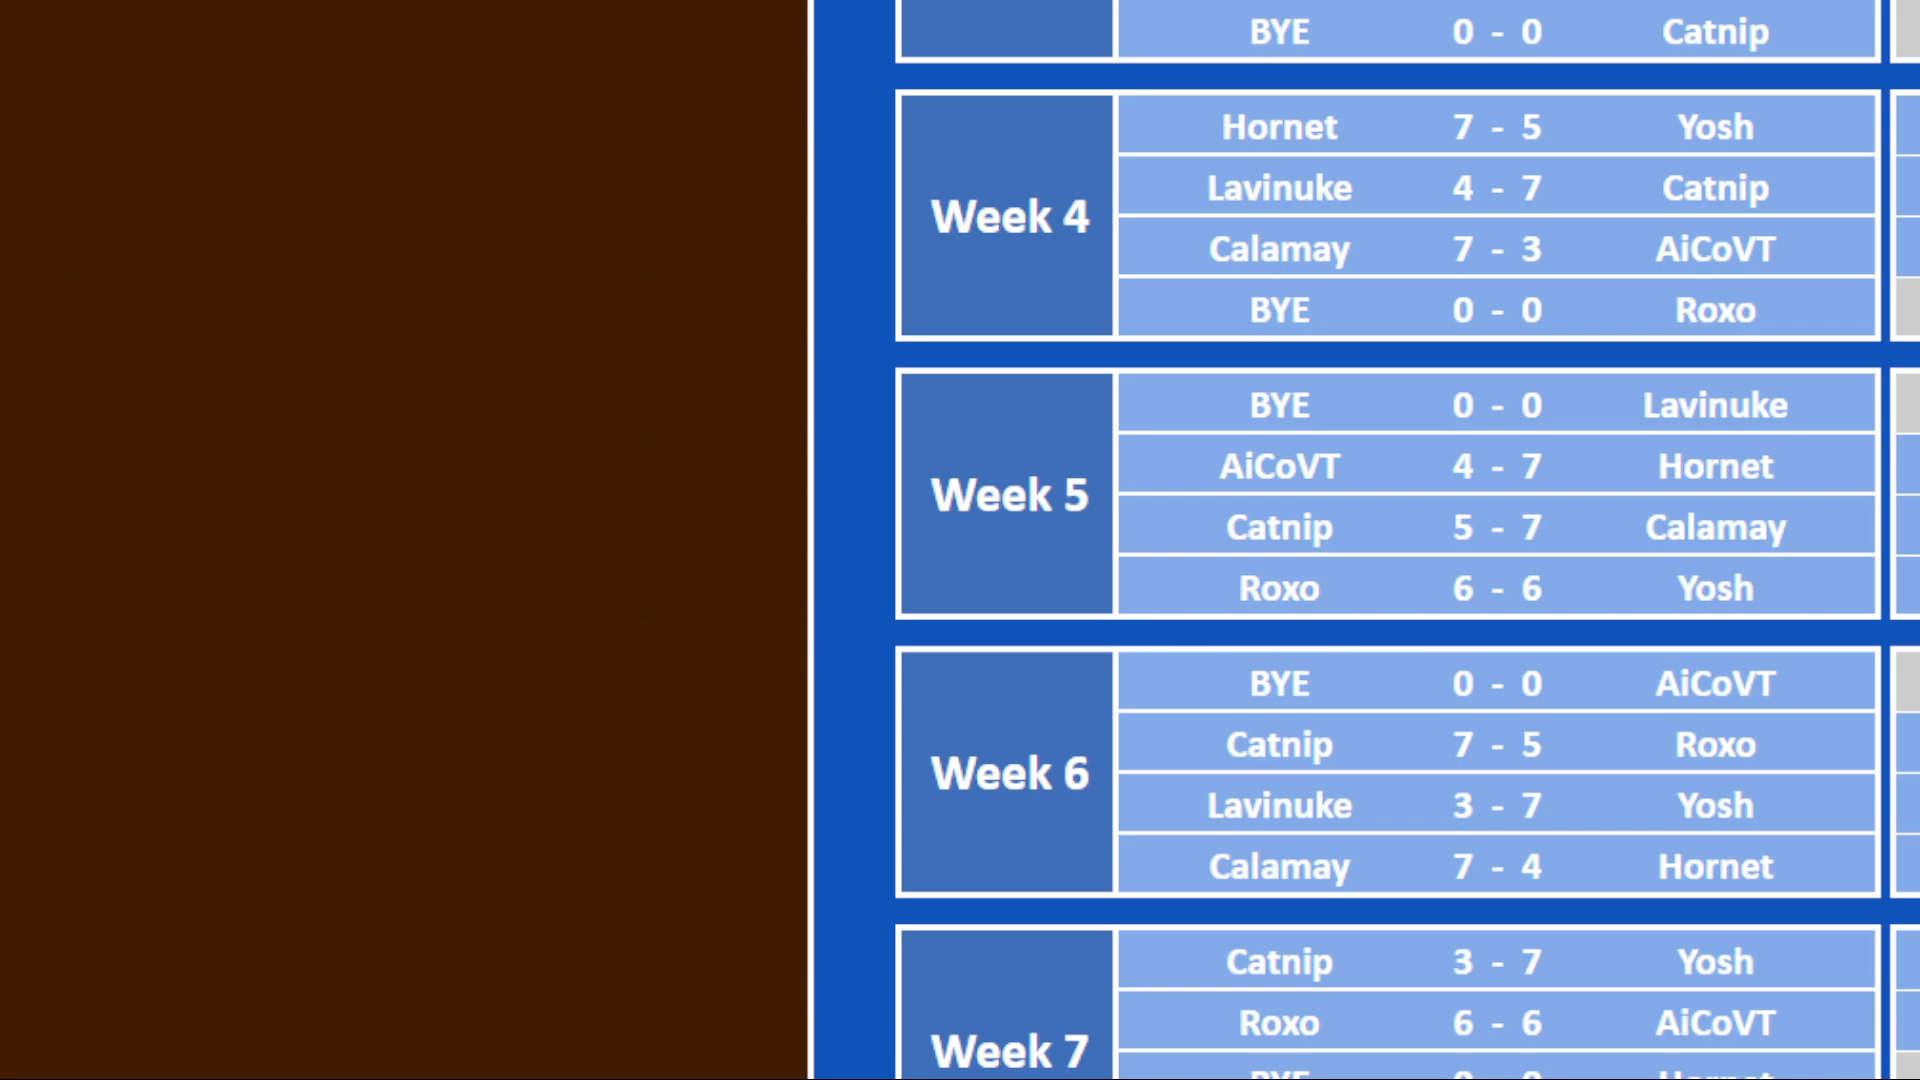 BYE 0 - 0 Catnip
Week 4
Hornet 7 - 5 Yosh
Lavinuke 4 - 7 Catnip
Calamay 7 - 3 AiCoVT
BYE 0 - 0 Roxo
Week 5
BYE 0 - 0 Lavinuke
AiCoVT 4 - 7 Hornet
Catnip 5 - 7 Calamay
Roxo 6 - 6 Yosh
Week 6
BYE 0 - 0 AiCoVT
Catnip 7 - 5 Roxo
Lavinuke 3 - 7 Yosh
Calamay 7 - 4 Hornet
Week 7
Catnip 3 - 7 Yosh
Roxo 6 - 6 AiCoVT